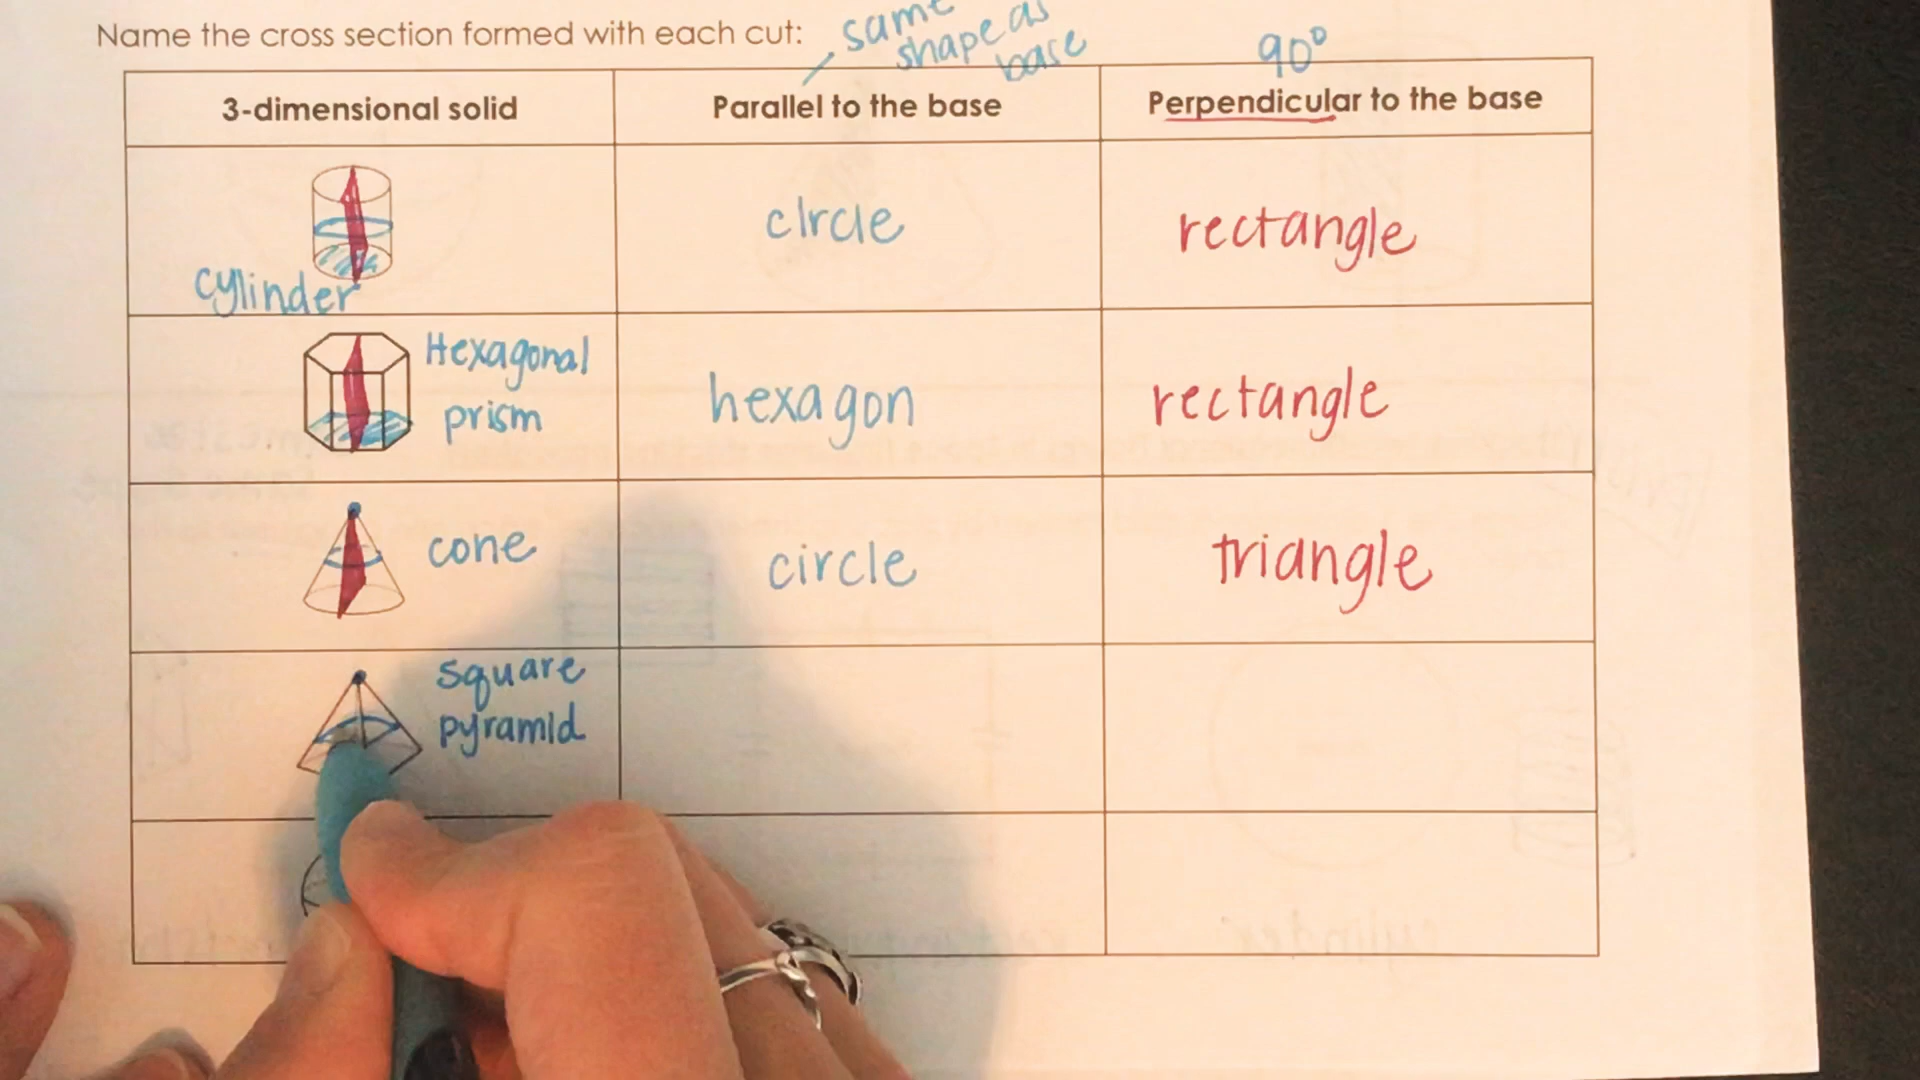 Name the cross section formed with each cut:
same
shape as
base
90°
3-dimensional solid
Parallel to the base
Perpendicular to the base
cylinder
circle
rectangle
Hexagonal
prism
hexagon
rectangle
cone
circle
triangle
square
pyramid